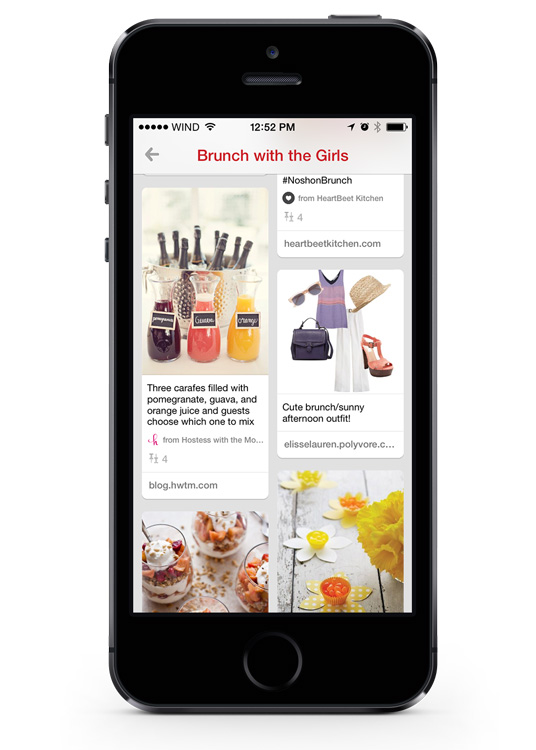 WIND
12:52 PM
Brunch with the Girls
pomegranate
Guava
orange
Three carafes filled with
pomegranate, guava, and
orange juice and guests
choose which one to mix
h
from Hostess with the Mo...
4
blog.hwtm.com
#NoshonBrunch
from HeartBeet Kitchen
4
heartbeetkitchen.com
Cute brunch/sunny
afternoon outfit!
elisselauren.polyvore.c...